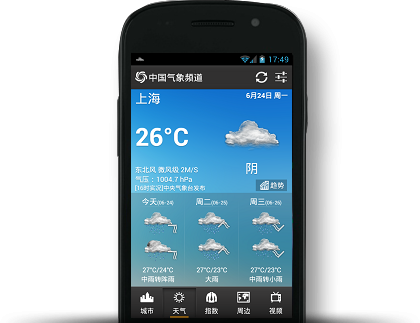 17:49
中国气象频道
上海
6月24日 周一
26°C
阴
东北风 微风级 2M/S
气压：1004.7 hPa
[16时实况]中央气象台发布
趋势
今天(06-24)
周二(06-25)
周三(06-26)
27°C/24°C
27°C/23°C
27°C/23°C
中雨转阵雨
大雨
中雨转小雨
城市
天气
指数
周边
视频